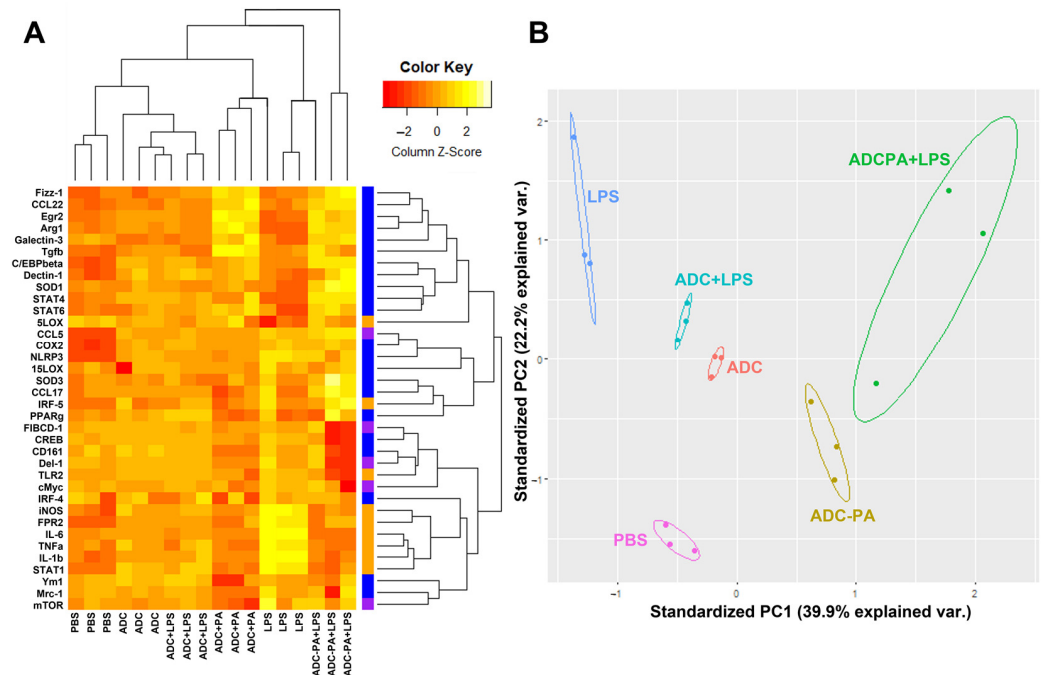 A
B
Color Key
−2 0 2
Column Z-Score
Fizz-1
CCL22
Egr2
Arg1
Galectin-3
Tgfb
C/EBPbeta
Dectin-1
SOD1
STAT4
STAT6
5LOX
CCL5
COX2
NLRP3
15LOX
SOD3
CCL17
IRF-5
PPARg
FIBCD-1
CREB
CD161
Del-1
TLR2
cMyc
IRF-4
iNOS
FPR2
IL-6
TNFa
IL-1b
STAT1
Ym1
Mrc-1
mTOR
PBS
PBS
PBS
ADC
ADC
ADC
ADC+LPS
ADC+LPS
ADC+LPS
ADC+PA
ADC+PA
ADC+PA
LPS
LPS
LPS
ADC-PA+LPS
ADC-PA+LPS
ADC-PA+LPS
Standardized PC2 (22.2% explained var.)
2
1
0
−1
LPS
ADCPA+LPS
ADC+LPS
ADC
ADC-PA
PBS
−1 0 1 2
Standardized PC1 (39.9% explained var.)